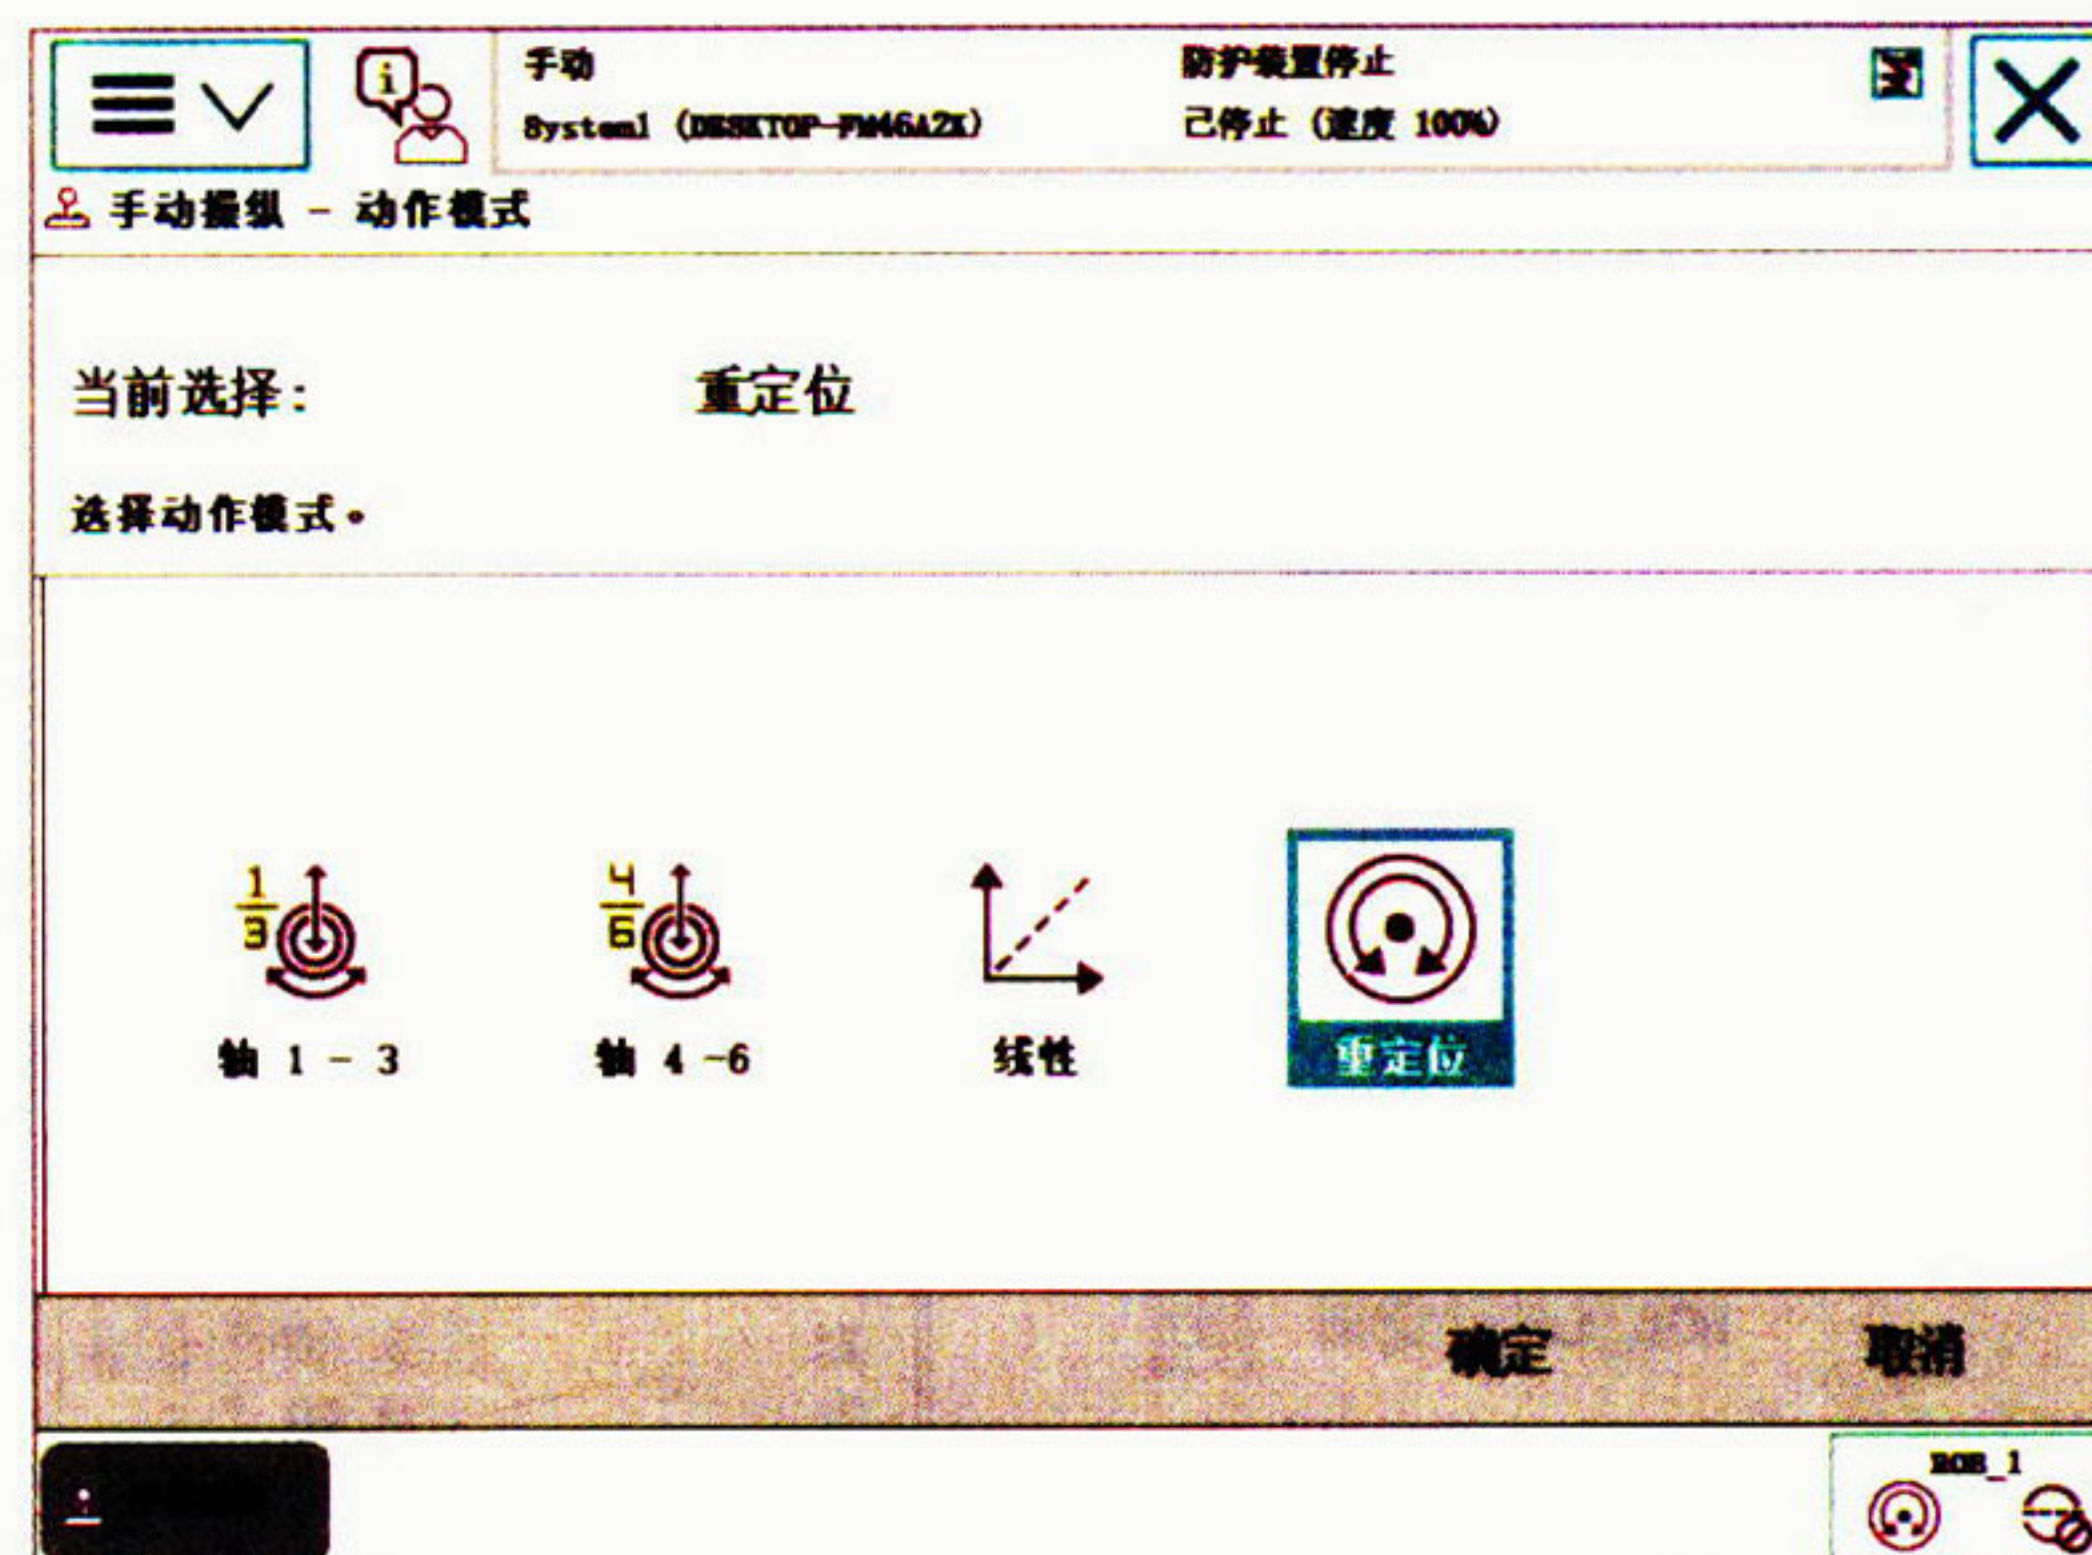 手动
防护装置停止
System1 (DESKTOP-FM46A2X)
己停止 (速度 100%)
手动操纵 - 动作模式
当前选择:
重定位
选择动作模式。
1
3
4
6
轴 1 - 3
轴 4 -6
线性
重定位
确定
取消
ROB_1